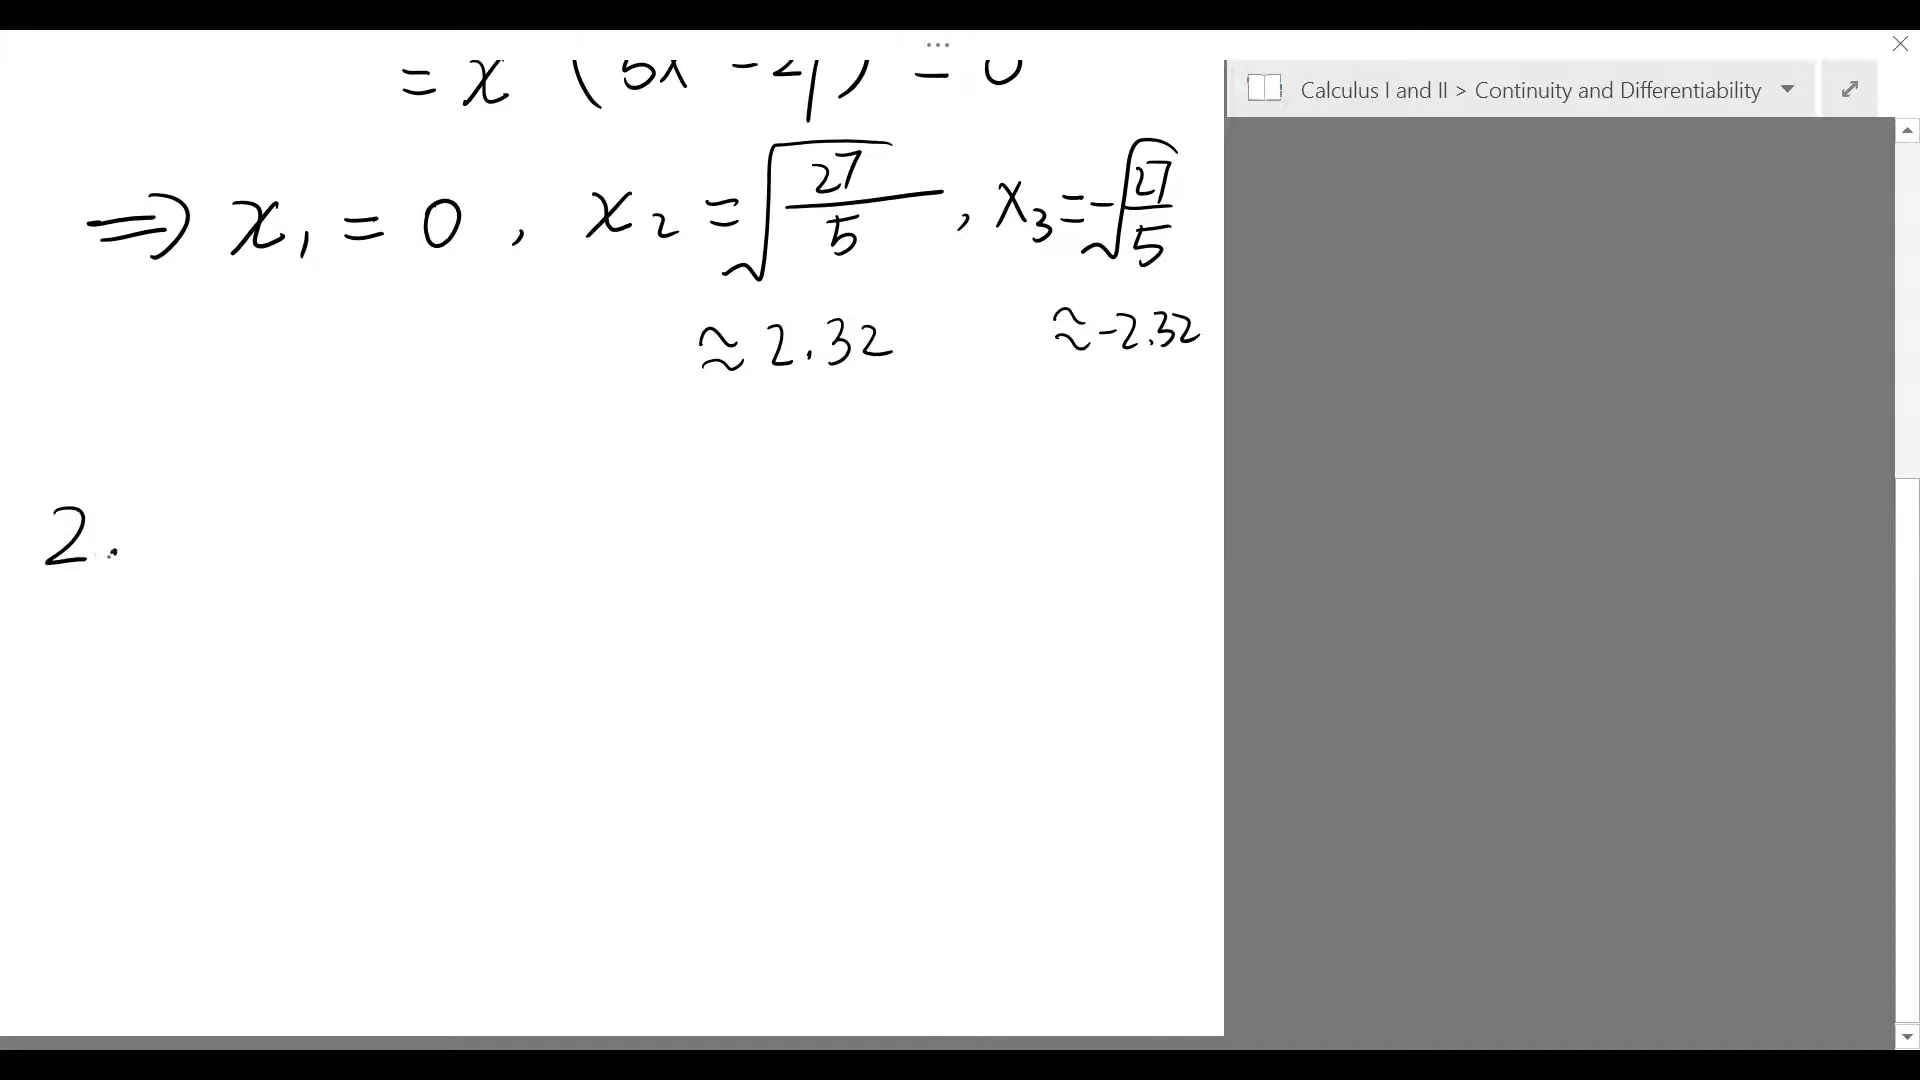 Calculus I and II > Continuity and Differentiability
⇒ x₁ = 0 , x₂ = √(27/5) , x₃ = -√(27/5)
≈ 2.32 ≈ -2.32
2.